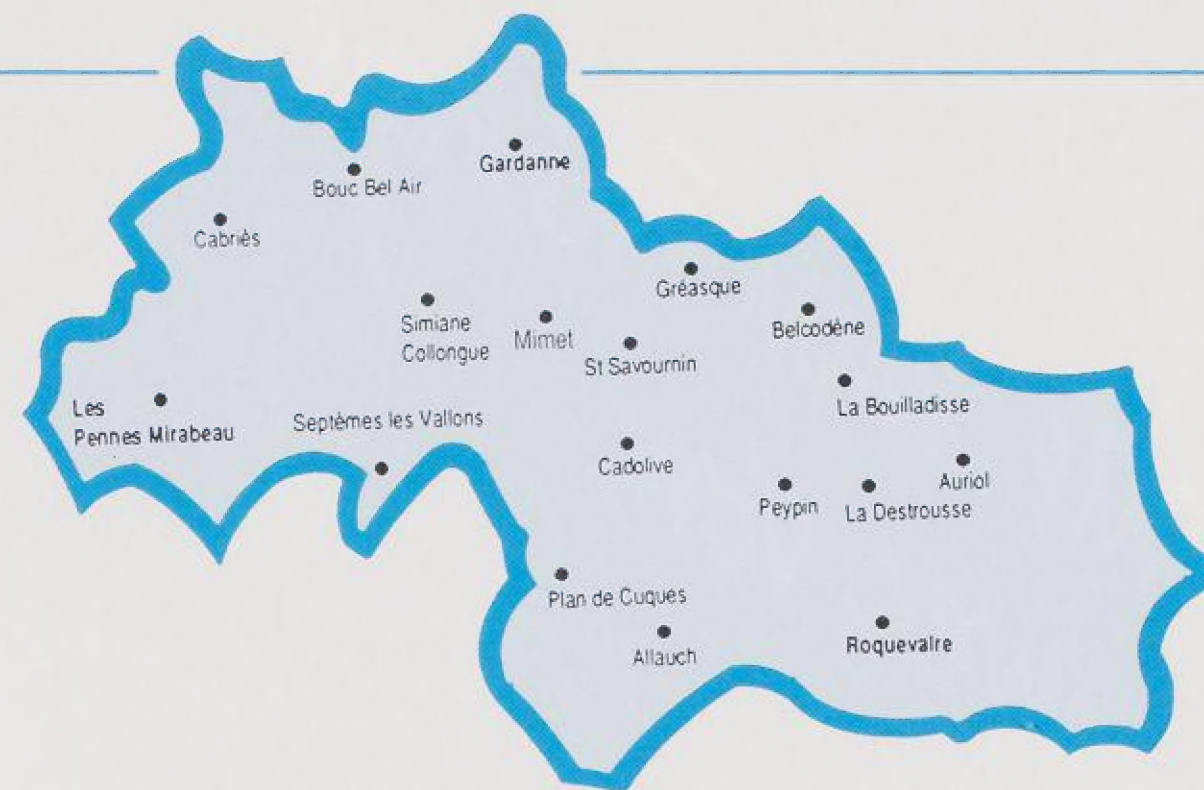 Gardanne
Bouc Bel Air
Cabriès
Gréasque
Simiane
Collongue
Mimet
Belcodène
St Savournin
Les
Pennes Mirabeau
La Bouilladisse
Septèmes les Vallons
Cadolive
Auriol
Peypin
La Destrousse
Plan de Cuques
Allauch
Roquevaire